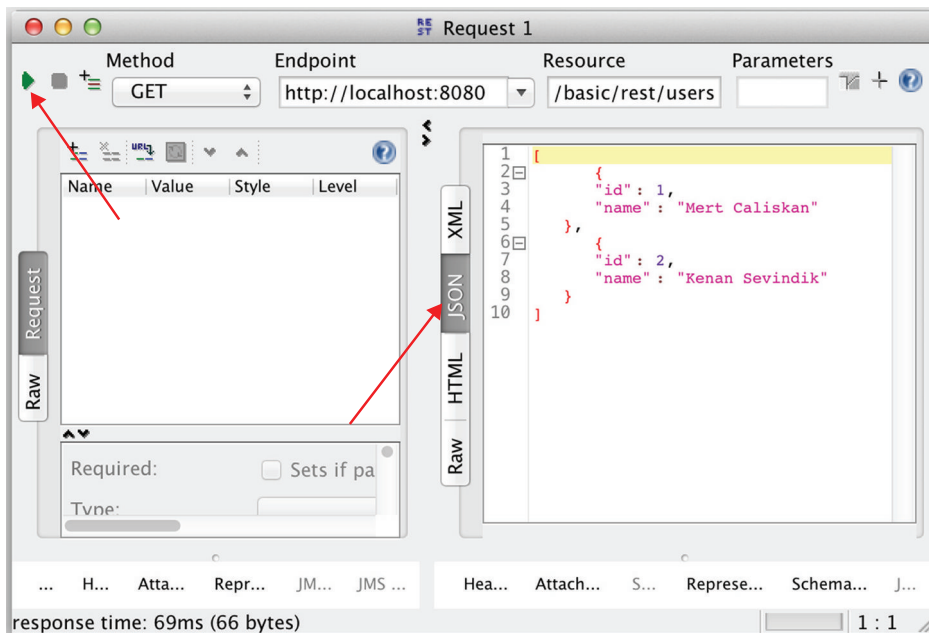 REST Request 1
Method Endpoint Resource Parameters
GET http://localhost:8080 /basic/rest/users
URL
Name Value Style Level
Request
Raw
Required: Sets if pa
Type:
XML
JSON
HTML
Raw
1 [
2 {
3 "id": 1,
4 "name": "Mert Caliskan"
5 },
6 {
7 "id": 2,
8 "name": "Kenan Sevindik"
9 }
10 ]
... H... Atta... Repr... JM... JMS ...
Hea... Attach... S... Represe... Schema... J...
response time: 69ms (66 bytes) 1 : 1